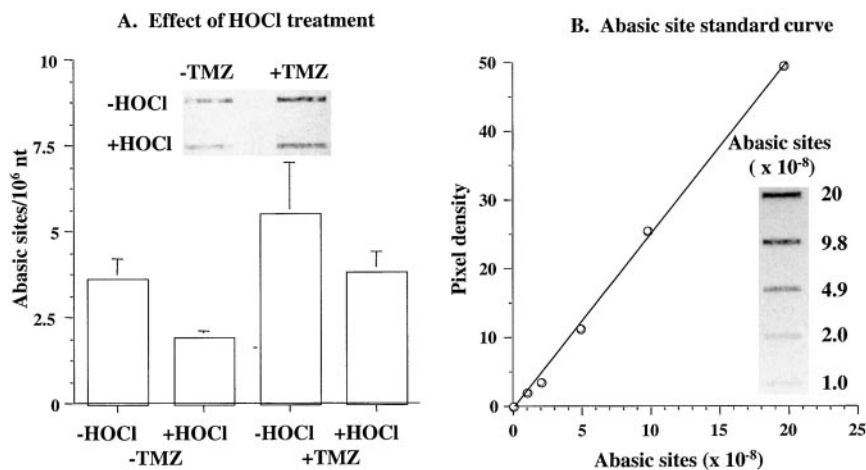 A. Effect of HOCl treatment
10
7.5
5
2.5
0
Abasic sites/10⁶ nt
-TMZ +TMZ
-HOCl
+HOCl
-HOCl +HOCl -HOCl +HOCl
-TMZ +TMZ
B. Abasic site standard curve
50
40
30
20
10
0
Pixel density
Abasic sites
( x 10⁻⁸)
20
9.8
4.9
2.0
1.0
0 5 10 15 20 25
Abasic sites (x 10⁻⁸)